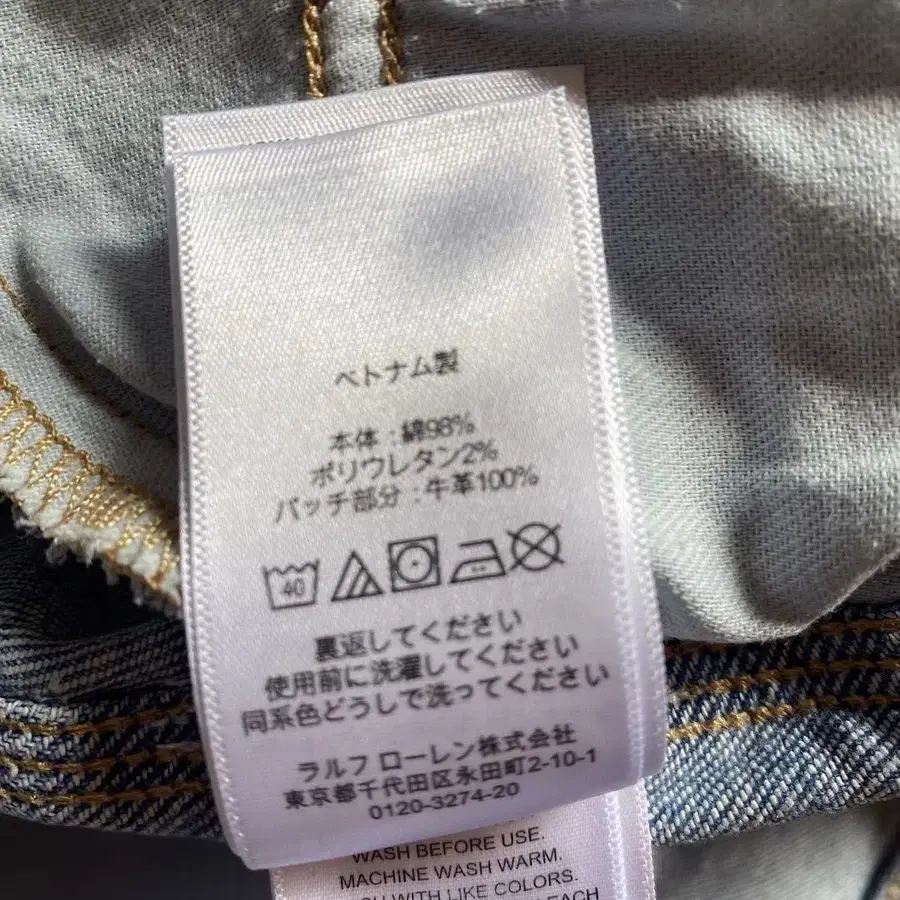 ベトナム製
本体:綿98%
ポリウレタン2%
パッチ部分:牛革100%
40
裏返してください
使用前に洗濯してください
同系色どうしで洗ってください
ラルフ ローレン株式会社
東京都千代田区永田町2-10-1
0120-3274-20
WASH BEFORE USE.
MACHINE WASH WARM.
WITH LIKE COLORS.